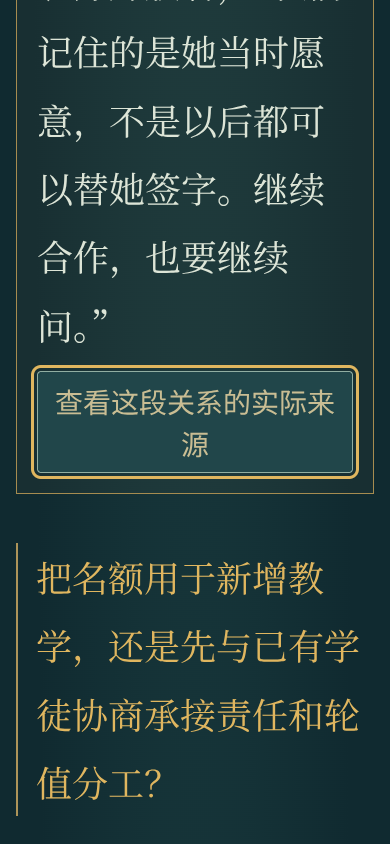 记住的是她当时愿
意，不是以后都可
以替她签字。继续
合作，也要继续
问。”
查看这段关系的实际来
源
把名额用于新增教
学，还是先与已有学
徒协商承接责任和轮
值分工？